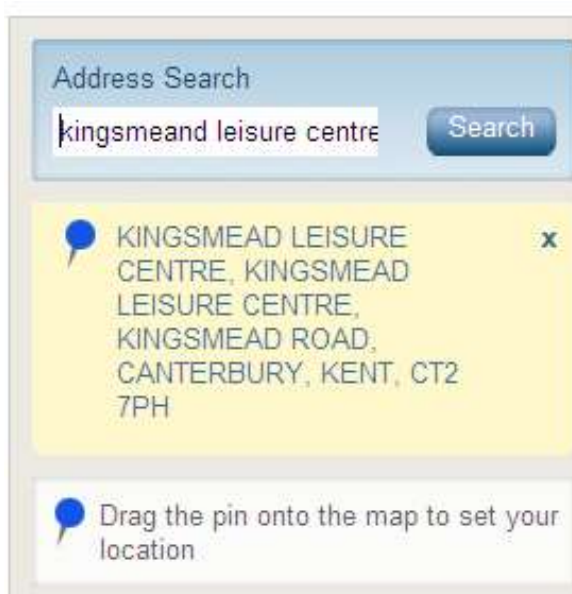 Address Search
kingsmeand leisure centre
Search
KINGSMEAD LEISURE
x
CENTRE, KINGSMEAD
LEISURE CENTRE,
KINGSMEAD ROAD,
CANTERBURY, KENT, CT2
7PH
Drag the pin onto the map to set your
location